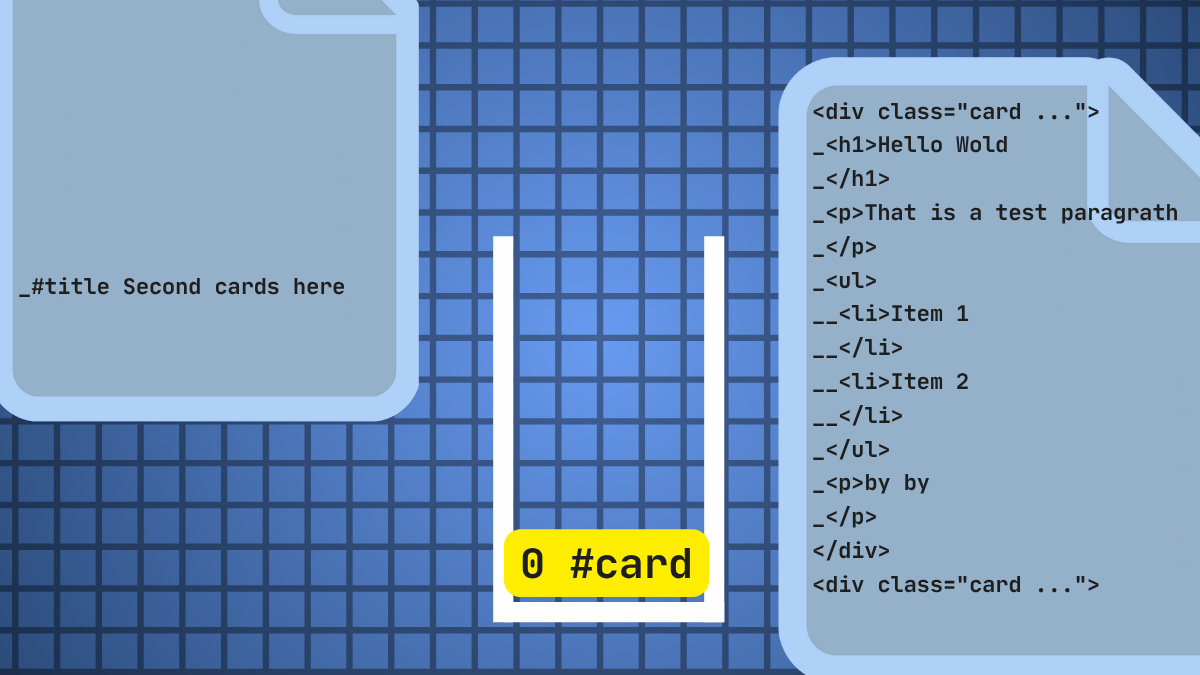 _#title Second cards here
0 #card
<div class="card ...">
_<h1>Hello Wold
_</h1>
_<p>That is a test paragrath
_</p>
_<ul>
__<li>Item 1
__</li>
__<li>Item 2
__</li>
_</ul>
_<p>by by
_</p>
</div>
<div class="card ...">